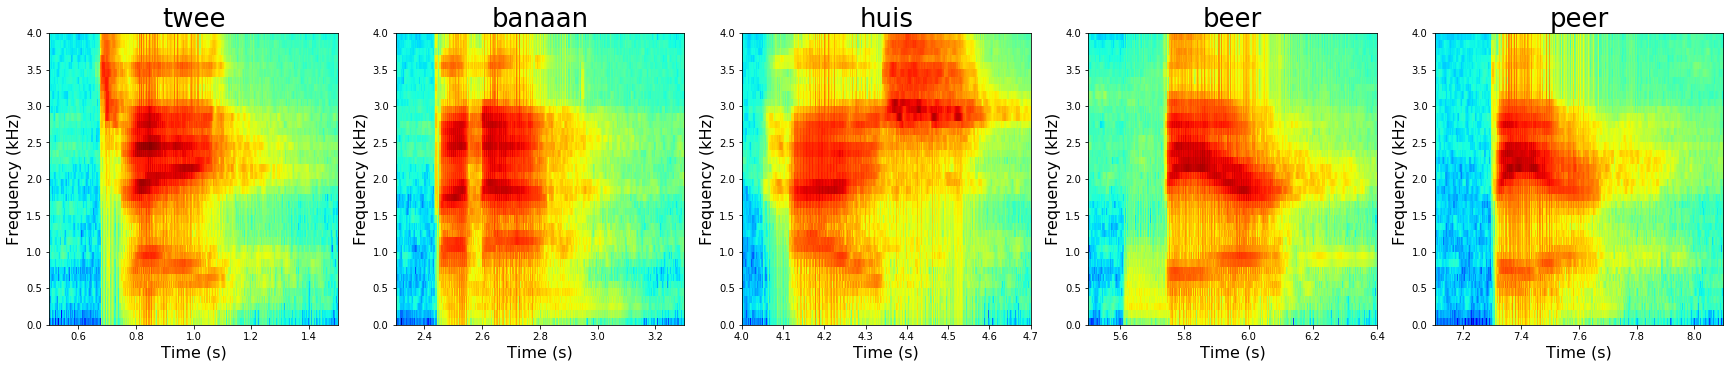 twee banaan huis beer peer
4.0 4.0 4.0 4.0 4.0
3.5 3.5 3.5 3.5 3.5
3.0 3.0 3.0 3.0 3.0
2.5 2.5 2.5 2.5 2.5
2.0 2.0 2.0 2.0 2.0
1.5 1.5 1.5 1.5 1.5
1.0 1.0 1.0 1.0 1.0
0.5 0.5 0.5 0.5 0.5
0.0 0.0 0.0 0.0 0.0
Frequency (kHz) Frequency (kHz) Frequency (kHz) Frequency (kHz) Frequency (kHz)
0.6 0.8 1.0 1.2 1.4 2.4 2.6 2.8 3.0 3.2 4.0 4.1 4.2 4.3 4.4 4.5 4.6 4.7 5.6 5.8 6.0 6.2 6.4 7.2 7.4 7.6 7.8 8.0
Time (s) Time (s) Time (s) Time (s) Time (s)